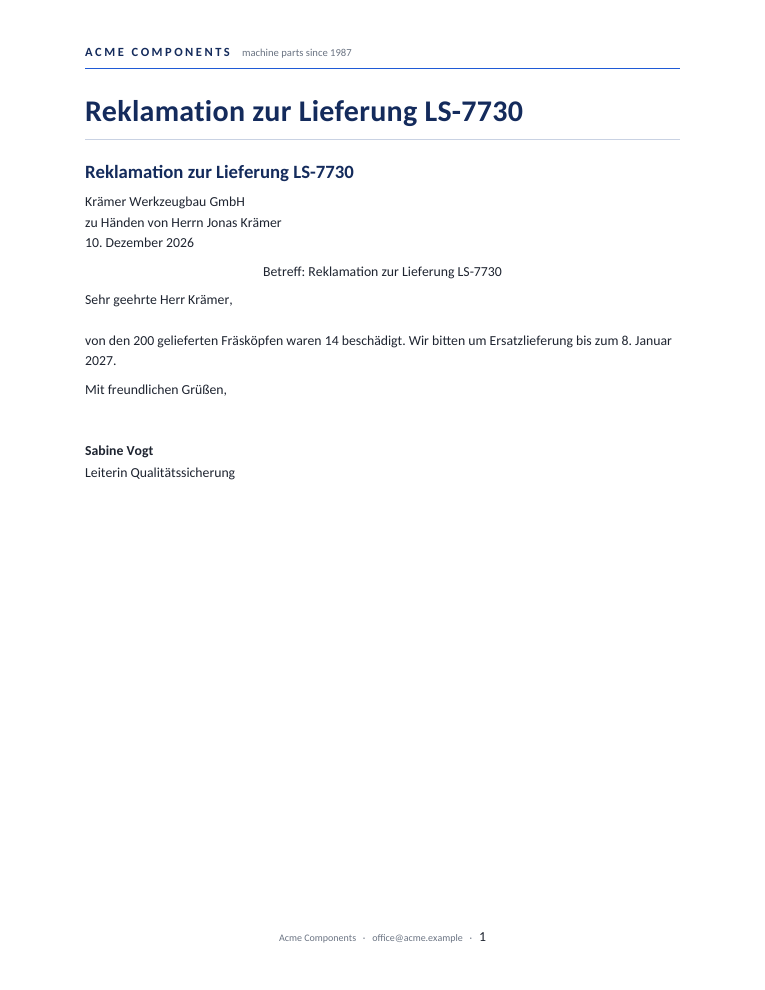 ACME COMPONENTS machine parts since 1987
Reklamation zur Lieferung LS-7730
Reklamation zur Lieferung LS-7730
Krämer Werkzeugbau GmbH
zu Händen von Herrn Jonas Krämer
10. Dezember 2026
Betreff: Reklamation zur Lieferung LS-7730
Sehr geehrte Herr Krämer,
von den 200 gelieferten Fräsköpfen waren 14 beschädigt. Wir bitten um Ersatzlieferung bis zum 8. Januar
2027.
Mit freundlichen Grüßen,
Sabine Vogt
Leiterin Qualitätssicherung
Acme Components · office@acme.example · 1